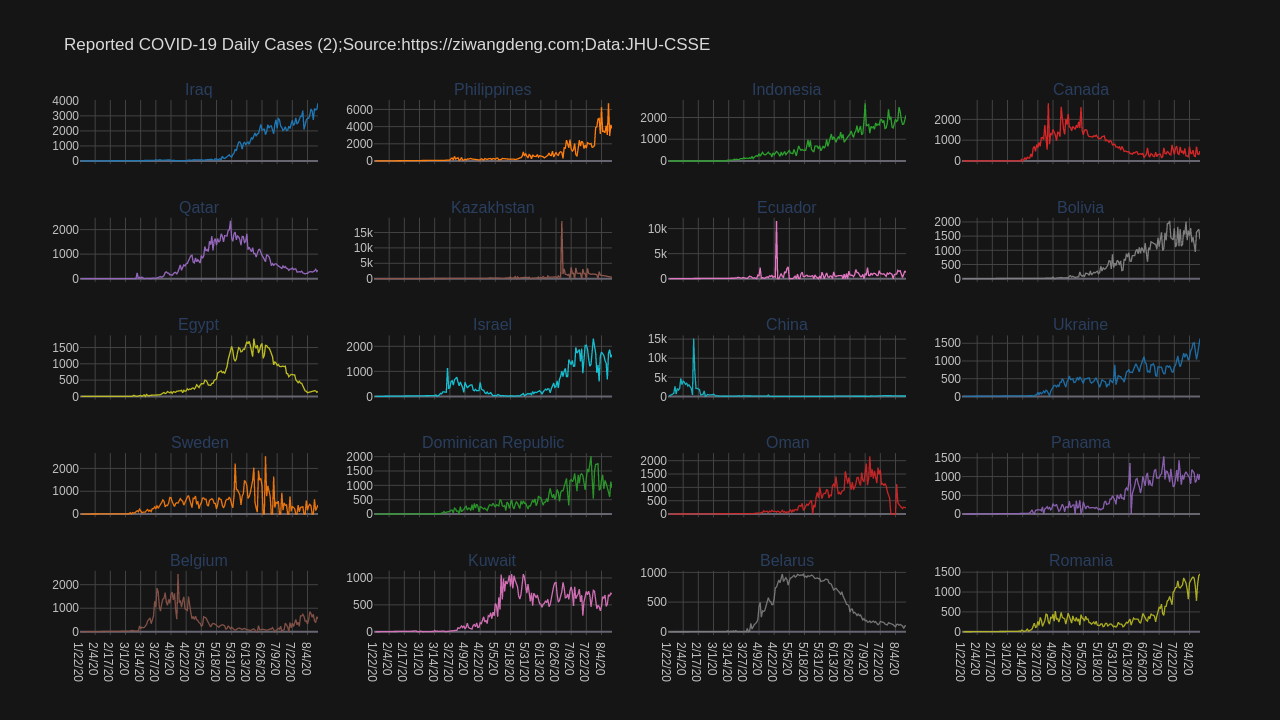 Reported COVID-19 Daily Cases (2);Source:https://ziwangdeng.com;Data:JHU-CSSE
Iraq
4000
3000
2000
1000
0
Philippines
6000
4000
2000
0
Indonesia
2000
1000
0
Canada
2000
1000
0
Qatar
2000
1000
0
Kazakhstan
15k
10k
5k
0
Ecuador
10k
5k
0
Bolivia
2000
1500
1000
500
0
Egypt
1500
1000
500
0
Israel
2000
1000
0
China
15k
10k
5k
0
Ukraine
1500
1000
500
0
Sweden
2000
1000
0
Dominican Republic
2000
1500
1000
500
0
Oman
2000
1500
1000
500
0
Panama
1500
1000
500
0
Belgium
2000
1000
0
Kuwait
1000
500
0
Belarus
1000
500
0
Romania
1500
1000
500
0
1/22/20 2/4/20 2/17/20 3/1/20 3/14/20 3/27/20 4/9/20 4/22/20 5/5/20 5/18/20 5/31/20 6/13/20 6/26/20 7/9/20 7/22/20 8/4/20
1/22/20 2/4/20 2/17/20 3/1/20 3/14/20 3/27/20 4/9/20 4/22/20 5/5/20 5/18/20 5/31/20 6/13/20 6/26/20 7/9/20 7/22/20 8/4/20
1/22/20 2/4/20 2/17/20 3/1/20 3/14/20 3/27/20 4/9/20 4/22/20 5/5/20 5/18/20 5/31/20 6/13/20 6/26/20 7/9/20 7/22/20 8/4/20
1/22/20 2/4/20 2/17/20 3/1/20 3/14/20 3/27/20 4/9/20 4/22/20 5/5/20 5/18/20 5/31/20 6/13/20 6/26/20 7/9/20 7/22/20 8/4/20